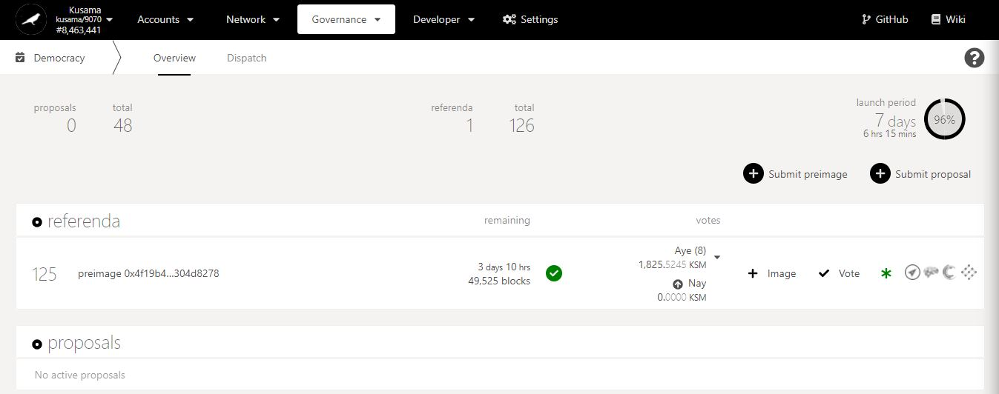 Kusama
kusama/9070
#8,463,441
Accounts
Network
Governance
Developer
Settings
GitHub
Wiki
Democracy
Overview
Dispatch
?
proposals
0
total
48
referenda
1
total
126
launch period
7 days
6 hrs 15 mins
96%
Submit preimage
Submit proposal
referenda
remaining
votes
125
preimage 0x4f19b4...304d8278
3 days 10 hrs
49,525 blocks
Aye (8)
1,825.5245 KSM
Nay
0.0000 KSM
Image
Vote
proposals
No active proposals